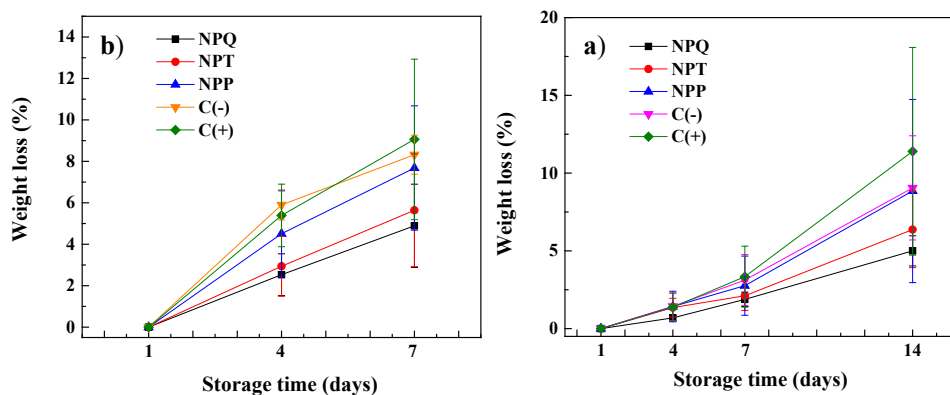 b)
NPQ
NPT
NPP
C(-)
C(+)
Weight loss (%)
14
12
10
8
6
4
2
0
1 4 7
Storage time (days)
a)
NPQ
NPT
NPP
C(-)
C(+)
Weight loss (%)
20
15
10
5
0
1 4 7 14
Storage time (days)